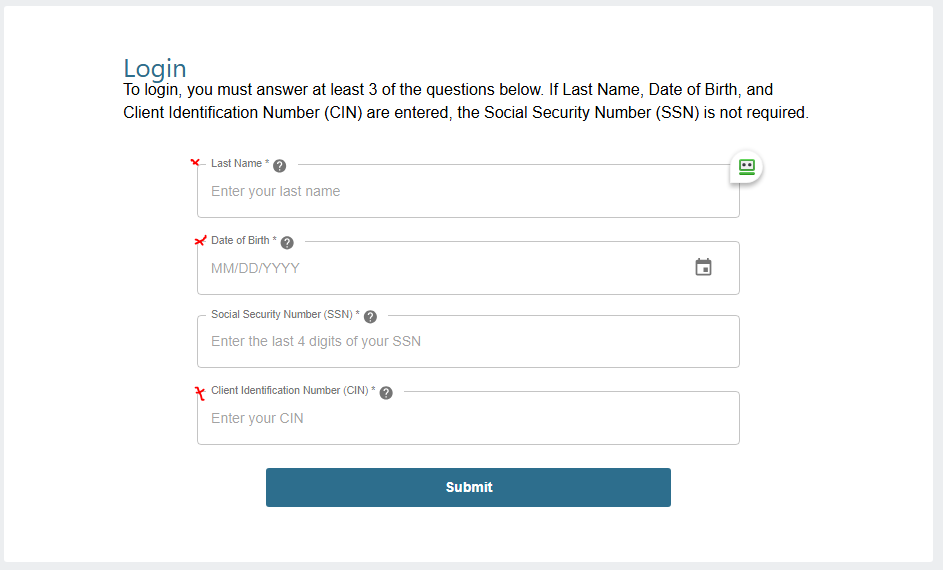 Login
To login, you must answer at least 3 of the questions below. If Last Name, Date of Birth, and
Client Identification Number (CIN) are entered, the Social Security Number (SSN) is not required.
Last Name *
Enter your last name
Date of Birth *
MM/DD/YYYY
Social Security Number (SSN) *
Enter the last 4 digits of your SSN
Client Identification Number (CIN) *
Enter your CIN
Submit